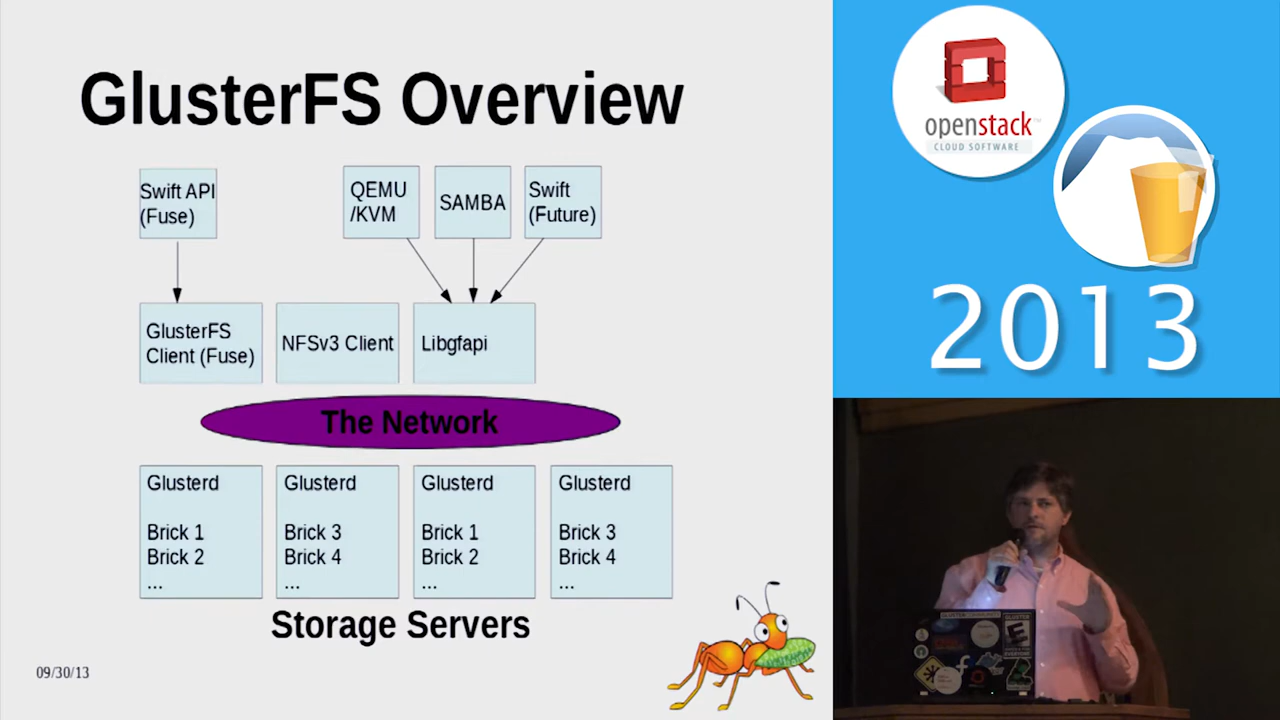 GlusterFS Overview
Swift API
(Fuse)
QEMU
/KVM
SAMBA
Swift
(Future)
GlusterFS
Client (Fuse)
NFSv3 Client
Libgfapi
The Network
Glusterd
Brick 1
Brick 2
...
Glusterd
Brick 3
Brick 4
...
Glusterd
Brick 1
Brick 2
...
Glusterd
Brick 3
Brick 4
...
Storage Servers
09/30/13
openstack™
CLOUD SOFTWARE
2013
GLUSTER
E
f